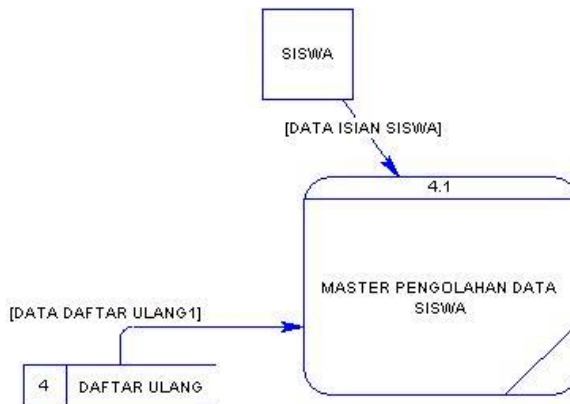 SISWA
[DATA ISIAN SISWA]
4.1
MASTER PENGOLAHAN DATA
SISWA
[DATA DAFTAR ULANG1]
4 DAFTAR ULANG